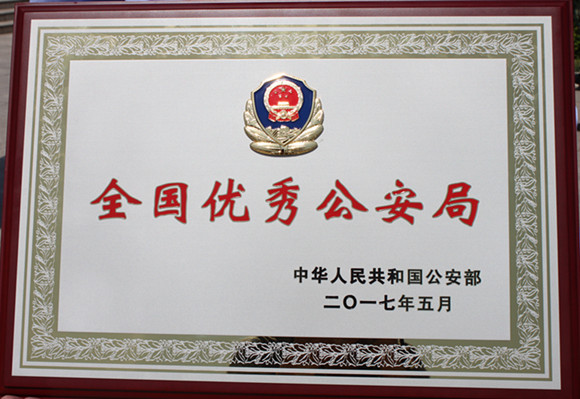 全国优秀公安局
中华人民共和国公安部
二〇一七年五月